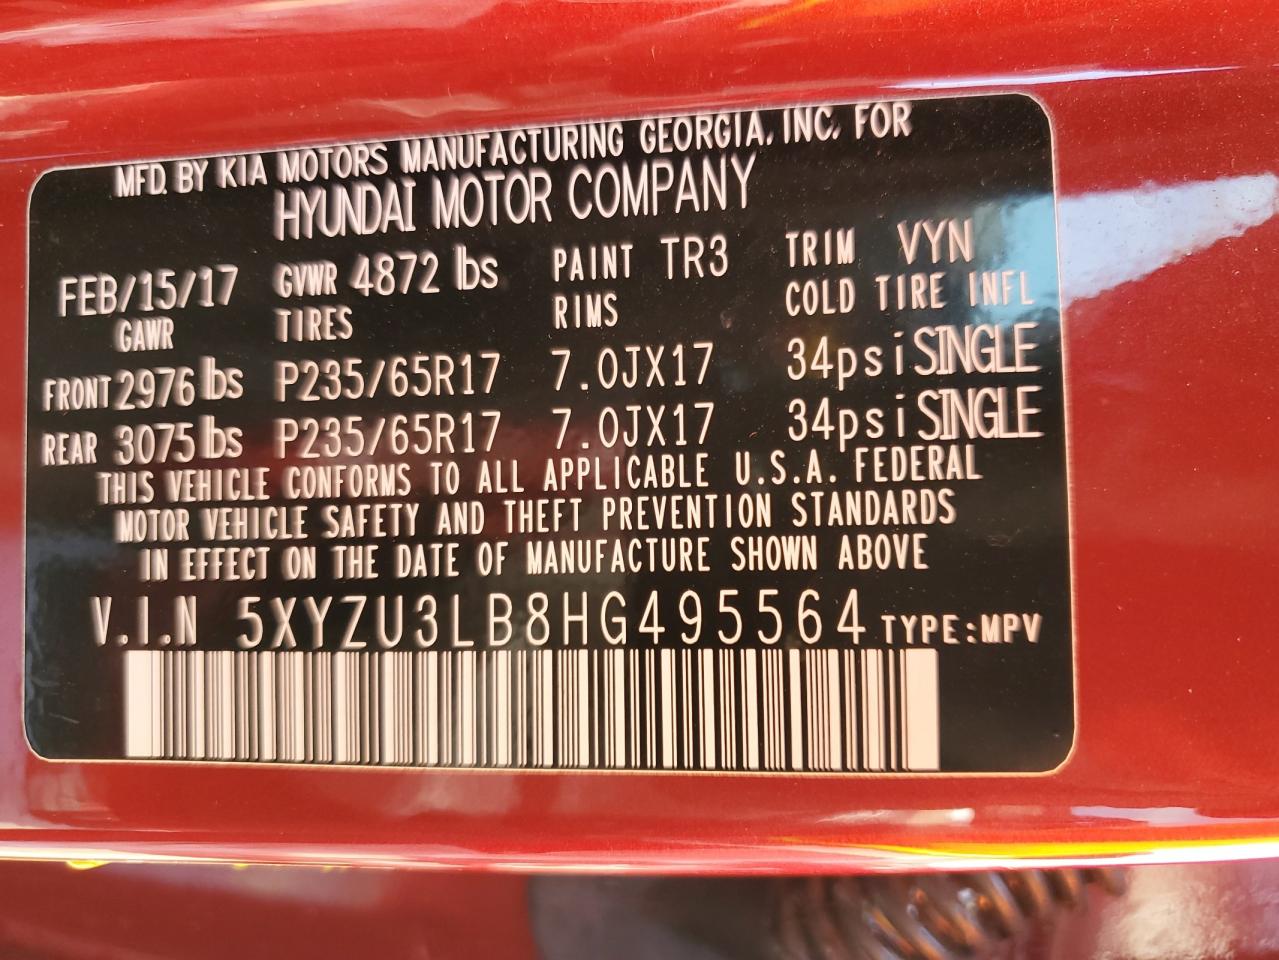 MFD. BY KIA MOTORS MANUFACTURING GEORGIA, INC. FOR
HYUNDAI MOTOR COMPANY
FEB/15/17 GVWR 4872 lbs PAINT TR3 TRIM VYN
GAWR TIRES RIMS COLD TIRE INFL
FRONT 2976 lbs P235/65R17 7.0JX17 34psi SINGLE
REAR 3075 lbs P235/65R17 7.0JX17 34psi SINGLE
THIS VEHICLE CONFORMS TO ALL APPLICABLE U.S.A. FEDERAL
MOTOR VEHICLE SAFETY AND THEFT PREVENTION STANDARDS
IN EFFECT ON THE DATE OF MANUFACTURE SHOWN ABOVE
V.I.N 5XYZU3LB8HG495564 TYPE:MPV